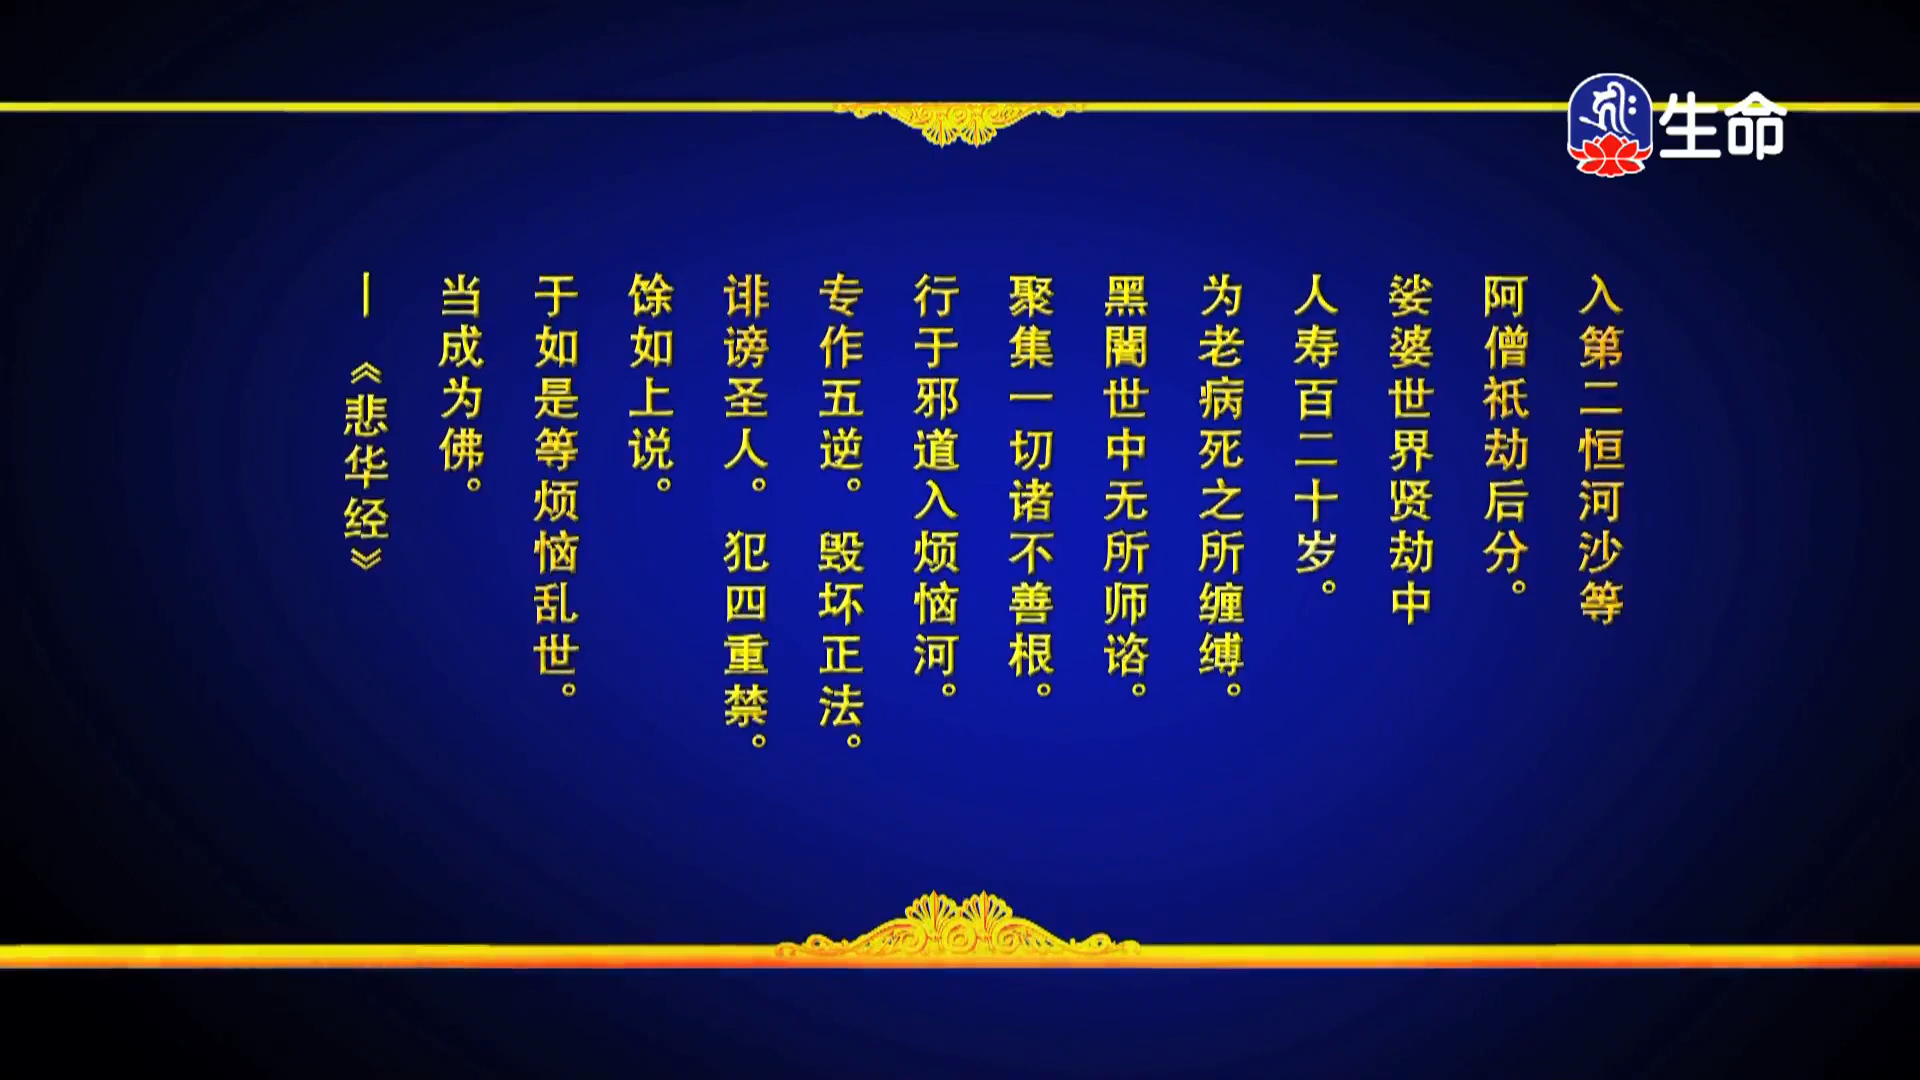 生命
入第二恒河沙等
阿僧祇劫后分。
娑婆世界贤劫中
人寿百二十岁。
为老病死之所缠缚。
黑闇世中无所师谘。
聚集一切诸不善根。
行于邪道入烦恼河。
专作五逆。毁坏正法。
诽谤圣人。犯四重禁。
馀如上说。
于如是等烦恼乱世。
当成为佛。
—《悲华经》